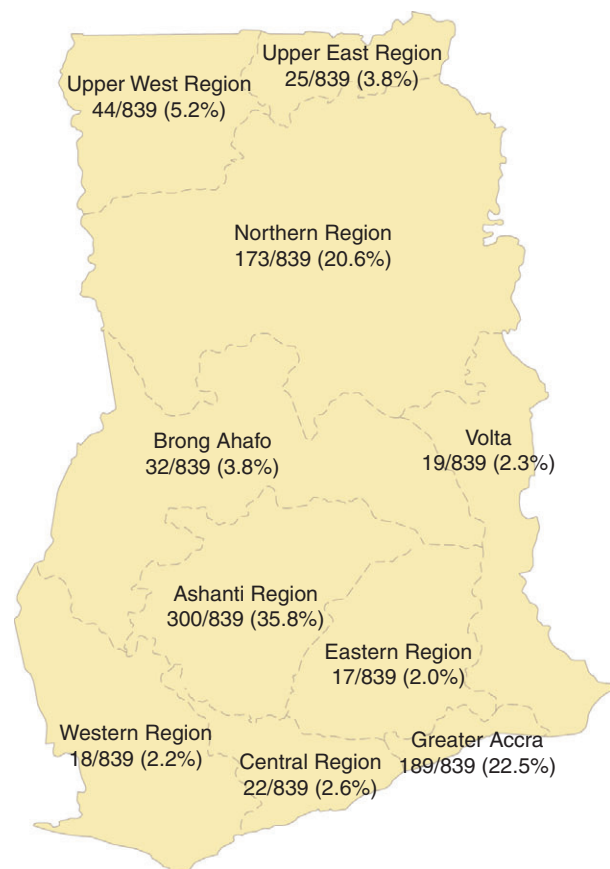 Upper East Region
25/839 (3.8%)
Upper West Region
44/839 (5.2%)
Northern Region
173/839 (20.6%)
Brong Ahafo
32/839 (3.8%)
Volta
19/839 (2.3%)
Ashanti Region
300/839 (35.8%)
Eastern Region
17/839 (2.0%)
Western Region
18/839 (2.2%)
Central Region
22/839 (2.6%)
Greater Accra
189/839 (22.5%)